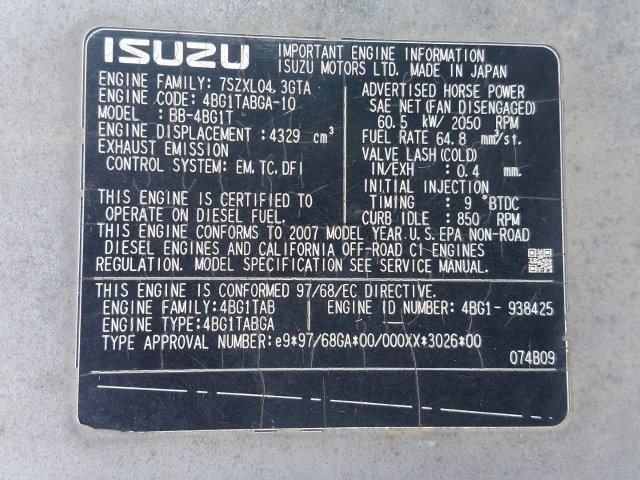 ISUZU
IMPORTANT ENGINE INFORMATION
ISUZU MOTORS LTD. MADE IN JAPAN
ENGINE FAMILY: 7SZXL04.3GTA
ENGINE CODE: 4BG1TABGA-10
MODEL : BB-4BG1T
ENGINE DISPLACEMENT:4329 cm³
EXHAUST EMISSION
CONTROL SYSTEM: EM,TC,DFI
THIS ENGINE IS CERTIFIED TO
OPERATE ON DIESEL FUEL.
ADVERTISED HORSE POWER
SAE NET(FAN DISENGAGED)
60.5 kW/2050 RPM
FUEL RATE 64.8 mm³/st.
VALVE LASH(COLD)
IN/EXH : 0.4 mm.
INITIAL INJECTION
TIMING : 9 °BTDC
CURB IDLE : 850 RPM
THIS ENGINE CONFORMS TO 2007 MODEL YEAR.U.S.EPA NON-ROAD
DIESEL ENGINES AND CALIFORNIA OFF-ROAD C1 ENGINES
REGULATION. MODEL SPECIFICATION SEE SERVICE MANUAL.
THIS ENGINE IS CONFORMED 97/68/EC DIRECTIVE.
ENGINE FAMILY:4BG1TAB ENGINE ID NUMBER: 4BG1- 938425
ENGINE TYPE:4BG1TABGA
TYPE APPROVAL NUMBER:e9*97/68GA*00/000XX*3026*00
074B09